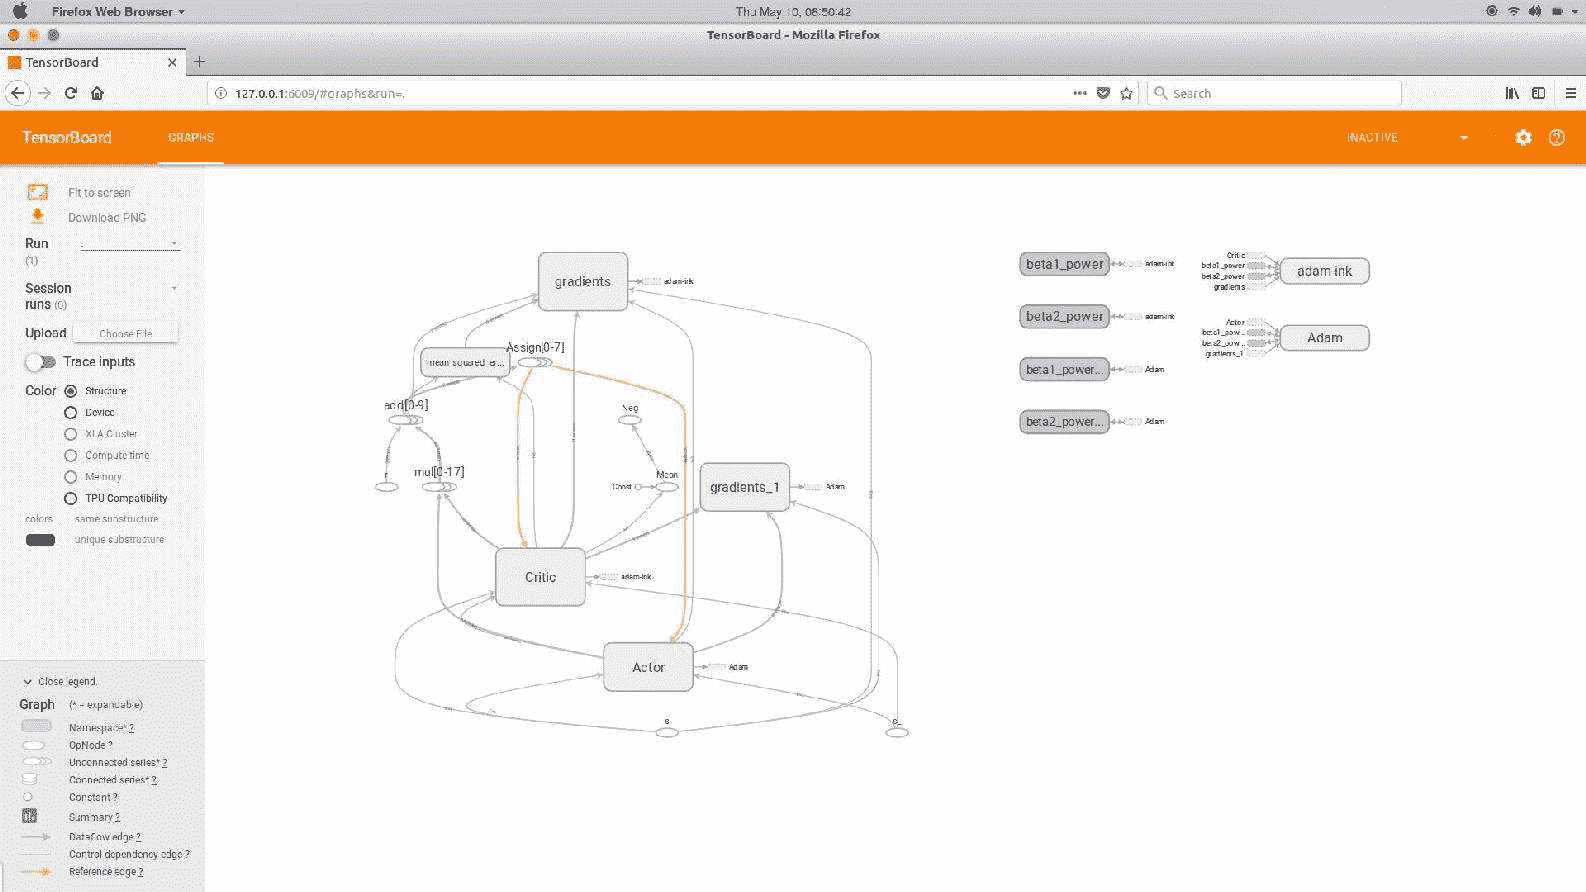 Firefox Web Browser
Thu May 10, 08:50:42
TensorBoard - Mozilla Firefox
TensorBoard
127.0.0.1:6009/#graphs&run=.
Search
TensorBoard
GRAPHS
INACTIVE
Fit to screen
Download PNG
Run
(1)
Session
runs (0)
Upload
Choose File
Trace inputs
Color
Structure
Device
XLA Cluster
Compute time
Memory
TPU Compatibility
colors
same substructure
unique substructure
Close legend.
Graph
(* = expandable)
Namespace* ?
OpNode ?
Unconnected series* ?
Connected series* ?
Constant ?
Summary ?
Dataflow edge ?
Control dependency edge ?
Reference edge ?
gradients
adam-ink
Assign[0-7]
mean_squared_e...
add[0-9]
Neg
r
mul[0-17]
Const
Mean
gradients_1
Adam
Critic
adam-ink
Actor
Adam
s
s_
beta1_power
adam-ink
beta2_power
adam-ink
beta1_power...
Adam
beta2_power...
Adam
Critic
beta1_power
beta2_power
gradients
adam-ink
Actor
beta1_pow...
beta2_pow...
gradients_1
Adam